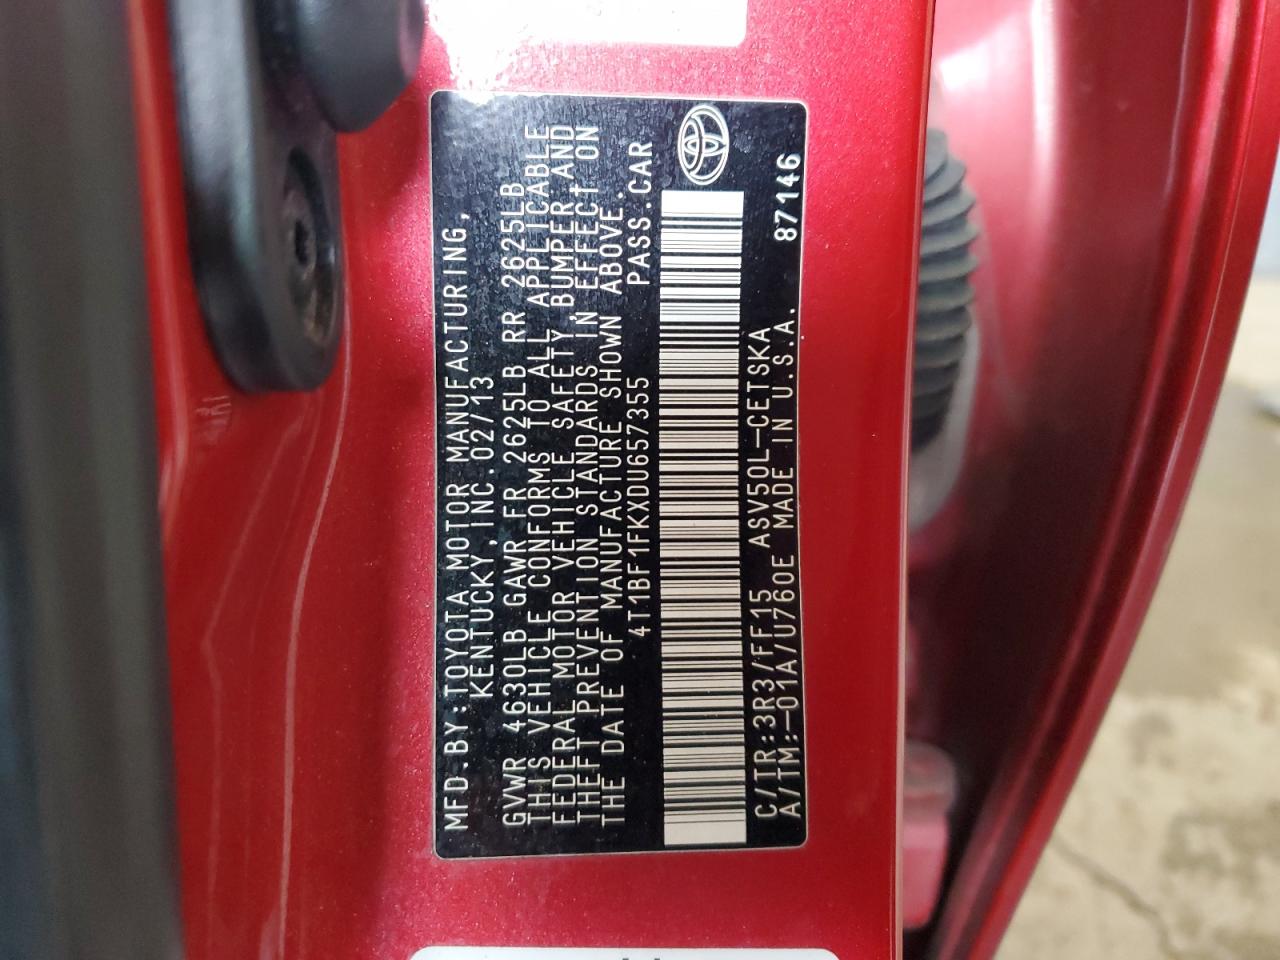 MFD.BY:TOYOTA MOTOR MANUFACTURING,
KENTUCKY,INC.02/13
GVWR 4630LB GAWR FR 2625LB RR 2625LB
THIS VEHICLE CONFORMS TO ALL APPLICABLE
FEDERAL MOTOR VEHICLE SAFETY,BUMPER,AND
THEFT PREVENTION STANDARDS IN EFFECT ON
THE DATE OF MANUFACTURE SHOWN ABOVE.
4T1BF1FKXDU657355 PASS.CAR
C/TR:3R3/FF15 ASV50L-CETSKA
A/TM:-01A/U760E MADE IN U.S.A. 87146